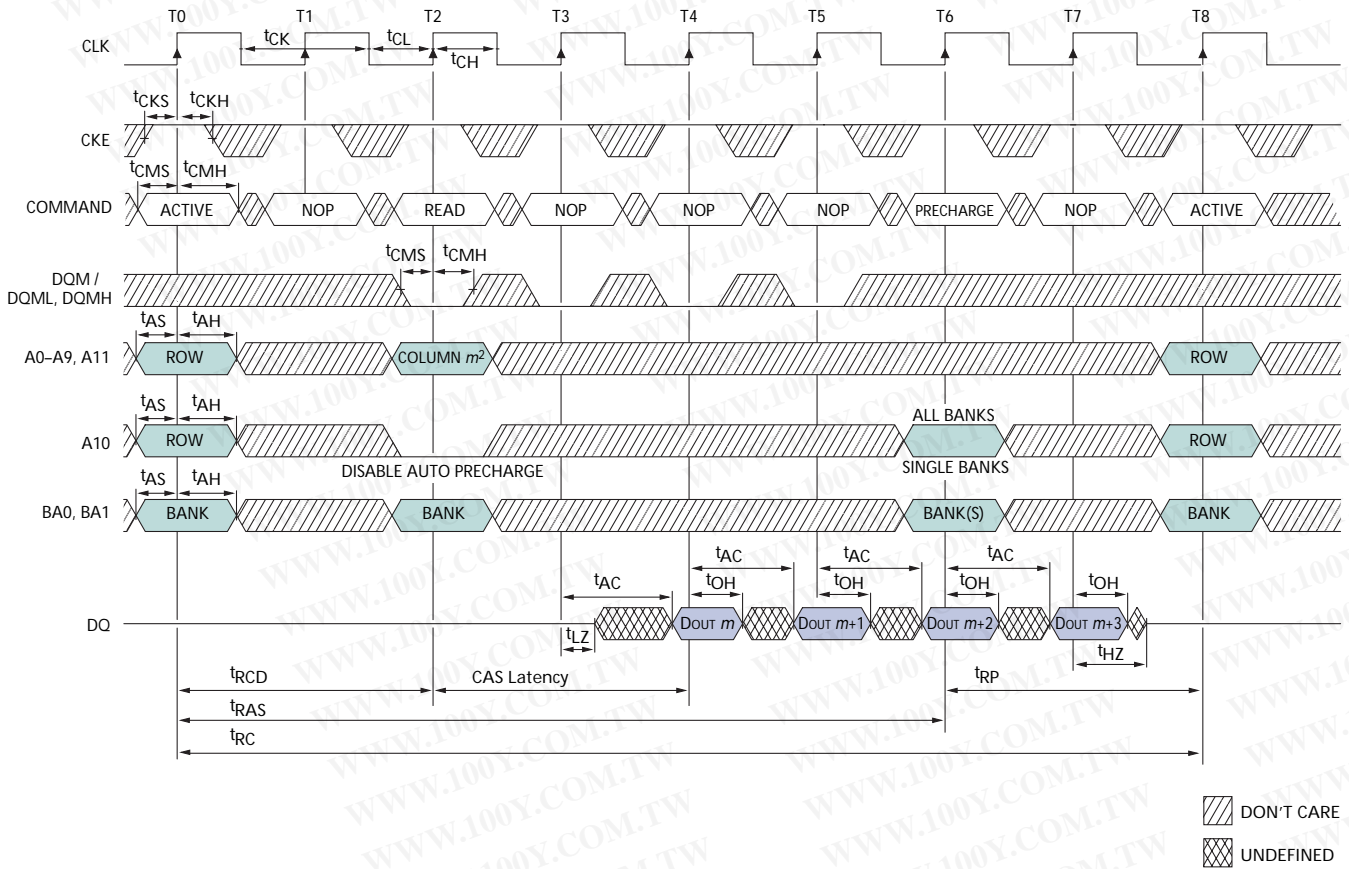 T0 T1 T2 T3 T4 T5 T6 T7 T8
CLK
tCK tCL tCH
tCKS tCKH
CKE
tCMS tCMH
COMMAND ACTIVE NOP READ NOP NOP NOP PRECHARGE NOP ACTIVE
tCMS tCMH
DQM /
DQML, DQMH
tAS tAH
A0–A9, A11 ROW COLUMN m2 ROW
tAS tAH ALL BANKS
A10 ROW ROW
DISABLE AUTO PRECHARGE SINGLE BANKS
tAS tAH
BA0, BA1 BANK BANK BANK(S) BANK
tAC tAC tAC
tAC tOH tOH tOH tOH
DQ DOUT m DOUT m+1 DOUT m+2 DOUT m+3
tLZ tHZ
tRCD CAS Latency tRP
tRAS
tRC
DON'T CARE
UNDEFINED
WWW.100Y.COM.TW